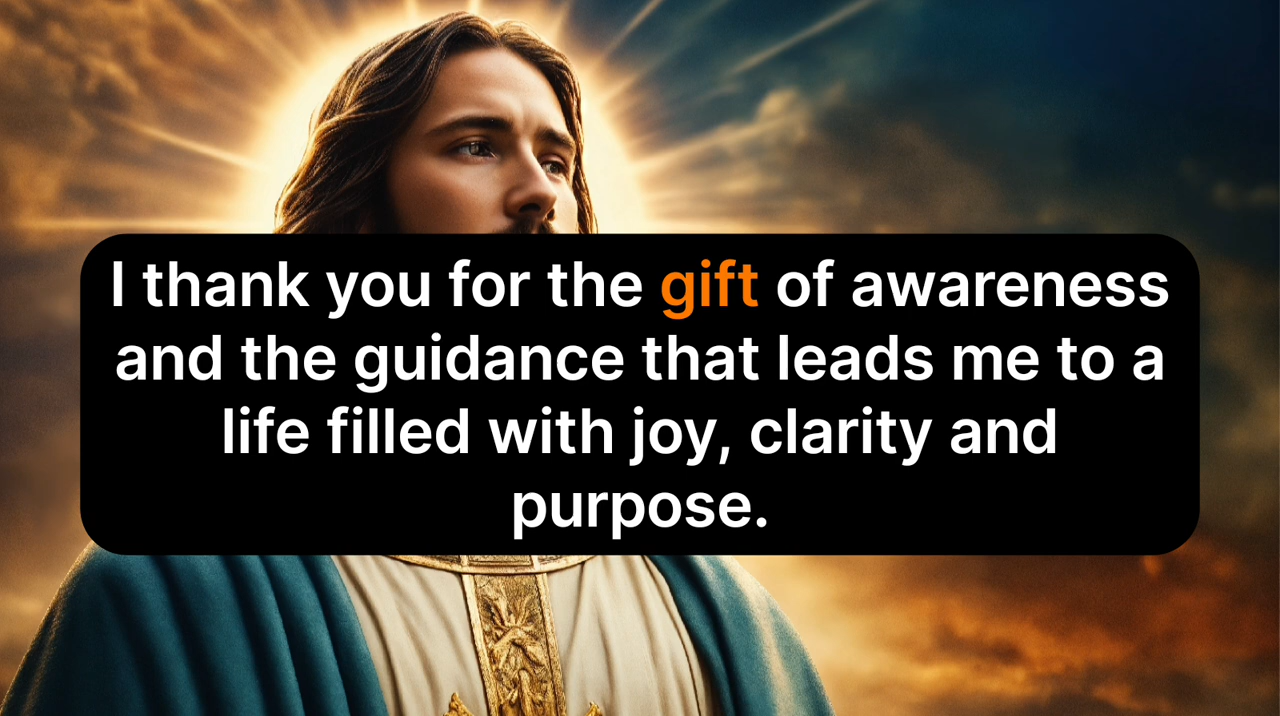 I thank you for the gift of awareness
and the guidance that leads me to a
life filled with joy, clarity and
purpose.